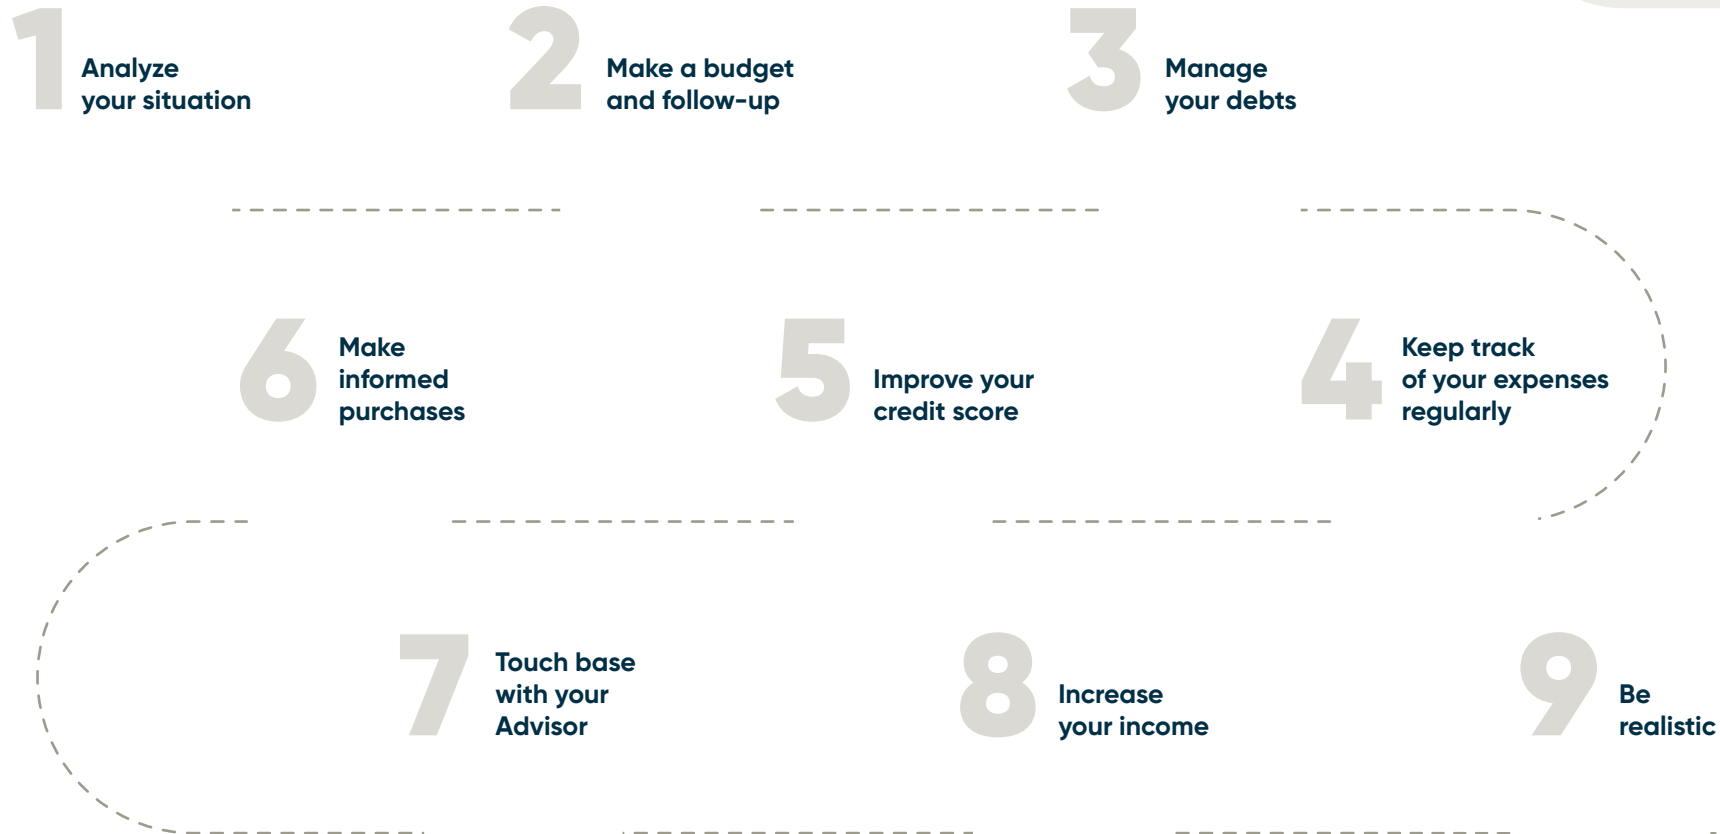 1
Analyze
your situation
2
Make a budget
and follow-up
3
Manage
your debts
4
Keep track
of your expenses
regularly
5
Improve your
credit score
6
Make
informed
purchases
7
Touch base
with your
Advisor
8
Increase
your income
9
Be
realistic